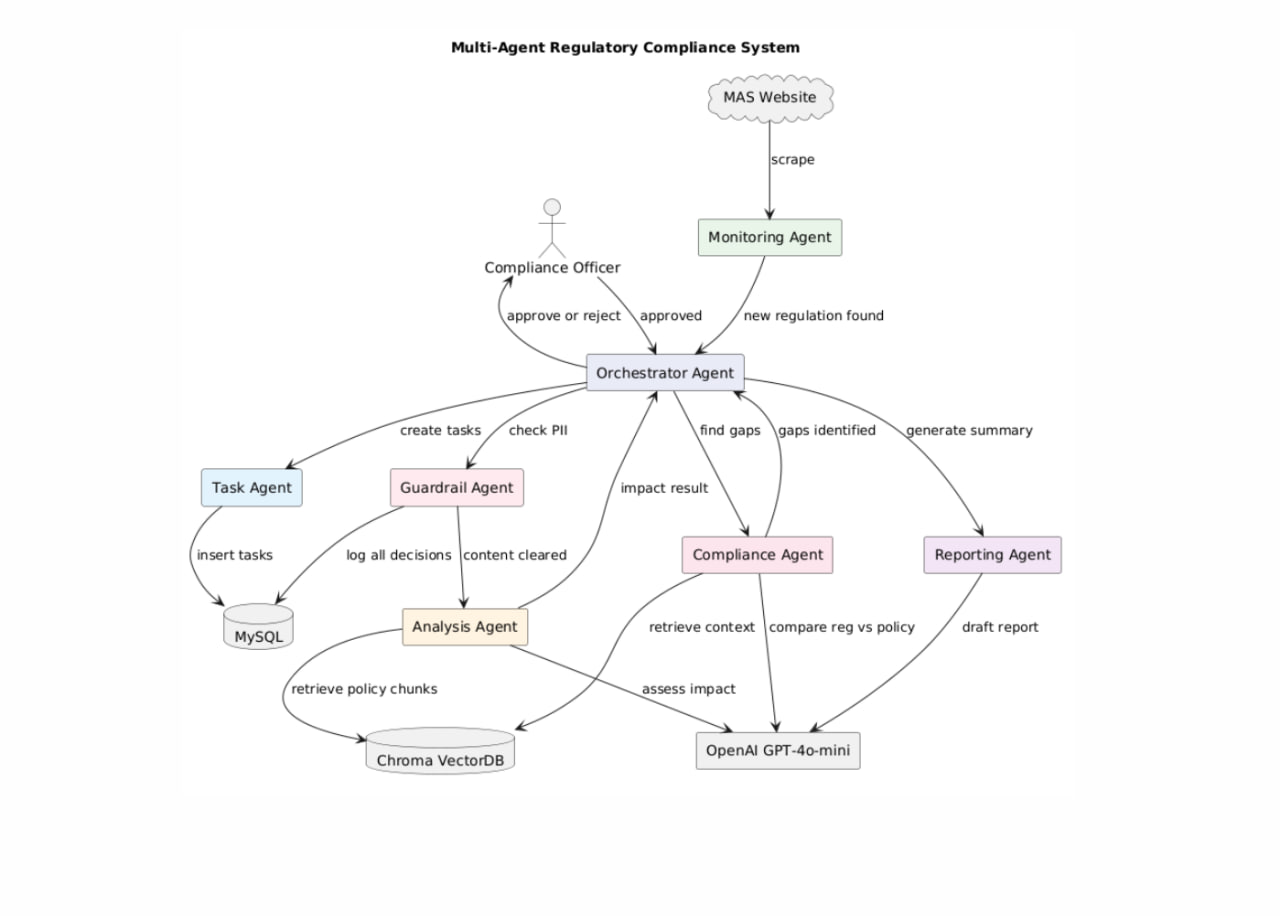 Multi-Agent Regulatory Compliance System
MAS Website
scrape
Monitoring Agent
Compliance Officer
approve or reject
approved
new regulation found
Orchestrator Agent
create tasks
check PII
find gaps
gaps identified
generate summary
Task Agent
Guardrail Agent
impact result
insert tasks
log all decisions
content cleared
Compliance Agent
Reporting Agent
MySQL
Analysis Agent
retrieve context
compare reg vs policy
draft report
retrieve policy chunks
assess impact
Chroma VectorDB
OpenAI GPT-4o-mini